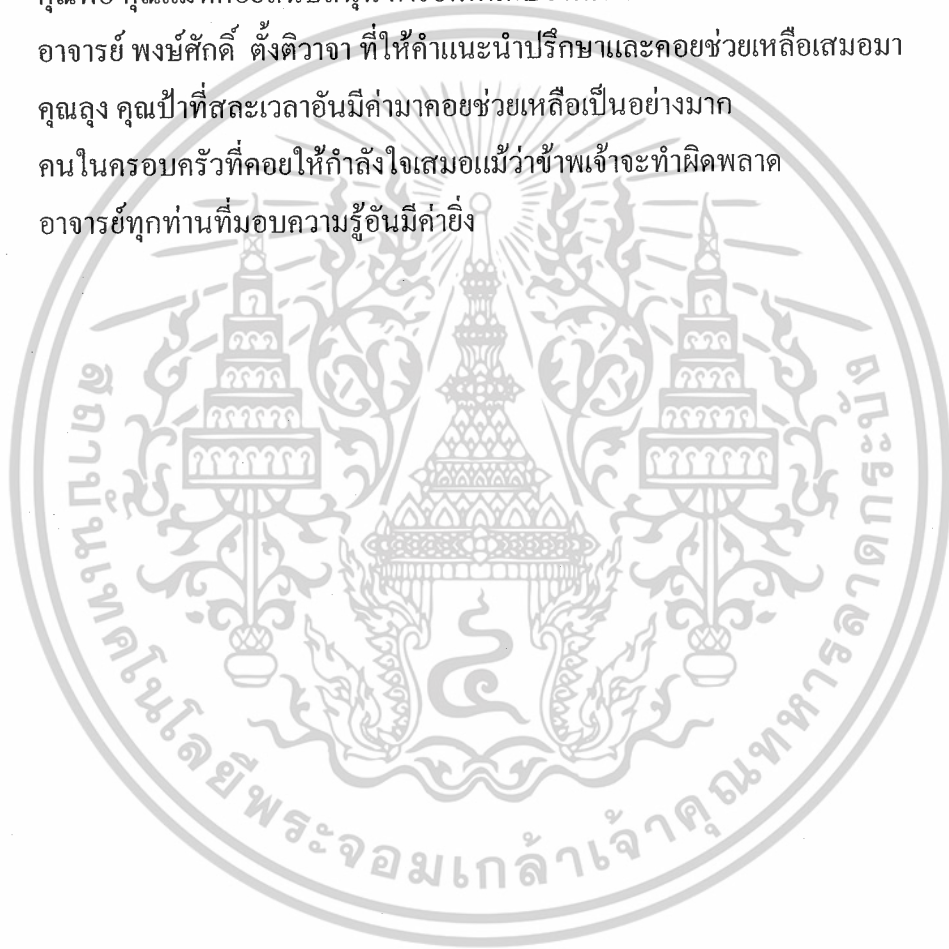 อาจารย์ พงษ์ศักดิ์ ตั้งติวาจา ที่ให้คำแนะนำปรึกษาและคอยช่วยเหลือเสมอมา
คุณลุง คุณป้าที่สละเวลาอันมีค่ามาคอยช่วยเหลือเป็นอย่างมาก
คนในครอบครัวที่คอยให้กำลังใจเสมอแม้ว่าข้าพเจ้าจะทำผิดพลาด
อาจารย์ทุกท่านที่มอบความรู้อันมีค่ายิ่ง
สถาบันเทคโนโลยีพระจอมเกล้าเจ้าคุณทหารลาดกระบัง
๔